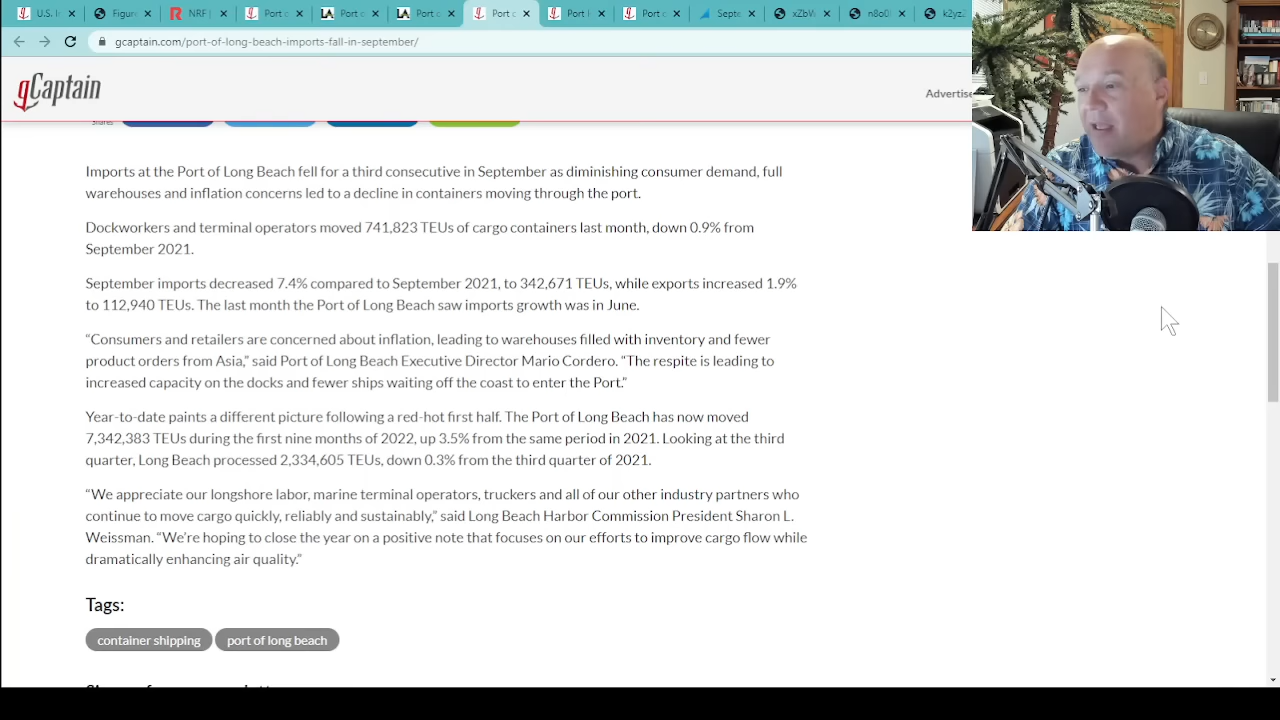 U.S. I
Figure
NRF |
Port c
Port c
Port c
Port c
Port I
Port c
Septe
xZbV
n8o0l
k2yz
gcaptain.com/port-of-long-beach-imports-fall-in-september/
gCaptain
Advertise
Shares
Imports at the Port of Long Beach fell for a third consecutive in September as diminishing consumer demand, full
warehouses and inflation concerns led to a decline in containers moving through the port.
Dockworkers and terminal operators moved 741,823 TEUs of cargo containers last month, down 0.9% from
September 2021.
September imports decreased 7.4% compared to September 2021, to 342,671 TEUs, while exports increased 1.9%
to 112,940 TEUs. The last month the Port of Long Beach saw imports growth was in June.
“Consumers and retailers are concerned about inflation, leading to warehouses filled with inventory and fewer
product orders from Asia,” said Port of Long Beach Executive Director Mario Cordero. “The respite is leading to
increased capacity on the docks and fewer ships waiting off the coast to enter the Port.”
Year-to-date paints a different picture following a red-hot first half. The Port of Long Beach has now moved
7,342,383 TEUs during the first nine months of 2022, up 3.5% from the same period in 2021. Looking at the third
quarter, Long Beach processed 2,334,605 TEUs, down 0.3% from the third quarter of 2021.
“We appreciate our longshore labor, marine terminal operators, truckers and all of our other industry partners who
continue to move cargo quickly, reliably and sustainably,” said Long Beach Harbor Commission President Sharon L.
Weissman. “We’re hoping to close the year on a positive note that focuses on our efforts to improve cargo flow while
dramatically enhancing air quality.”
Tags:
container shipping
port of long beach